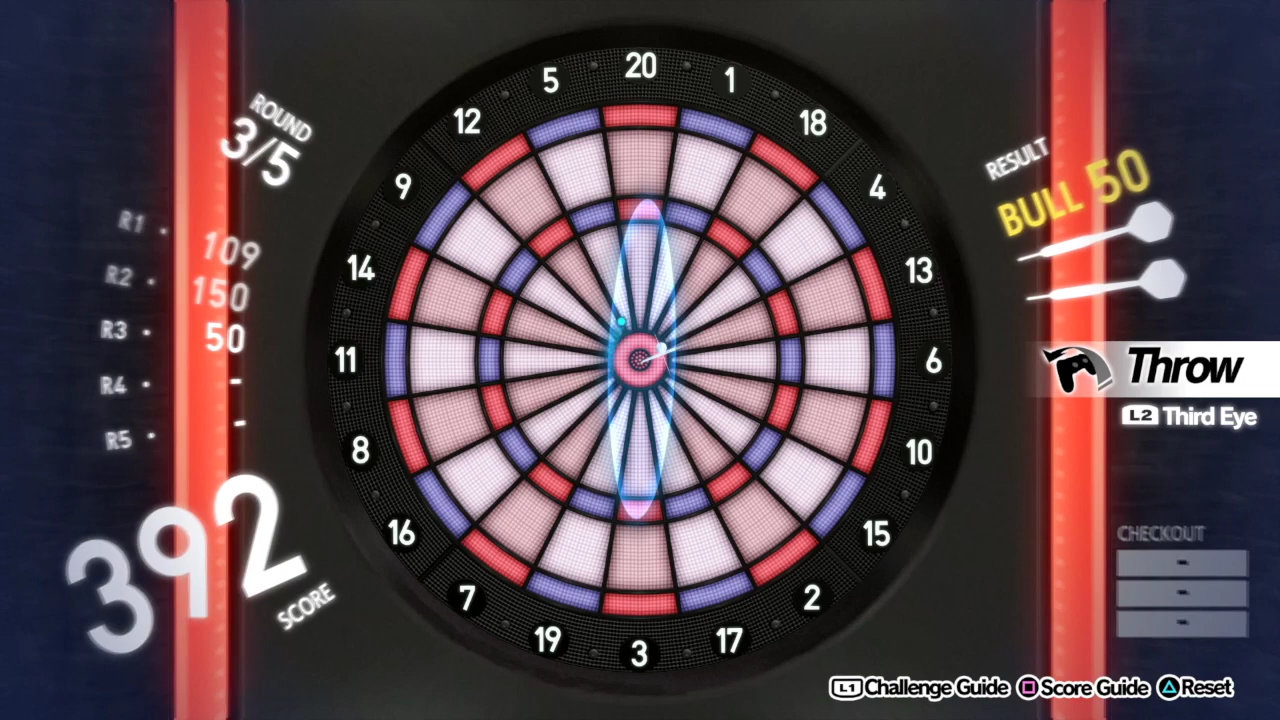 ROUND
3/5
R1 · 109
R2 · 150
R3 · 50
R4 · -
R5 · -
392
SCORE
20
1
18
4
13
6
10
15
2
17
3
19
7
16
8
11
14
9
12
5
RESULT
BULL 50
Throw
L2 Third Eye
CHECKOUT
-
-
-
L1 Challenge Guide Score Guide Reset